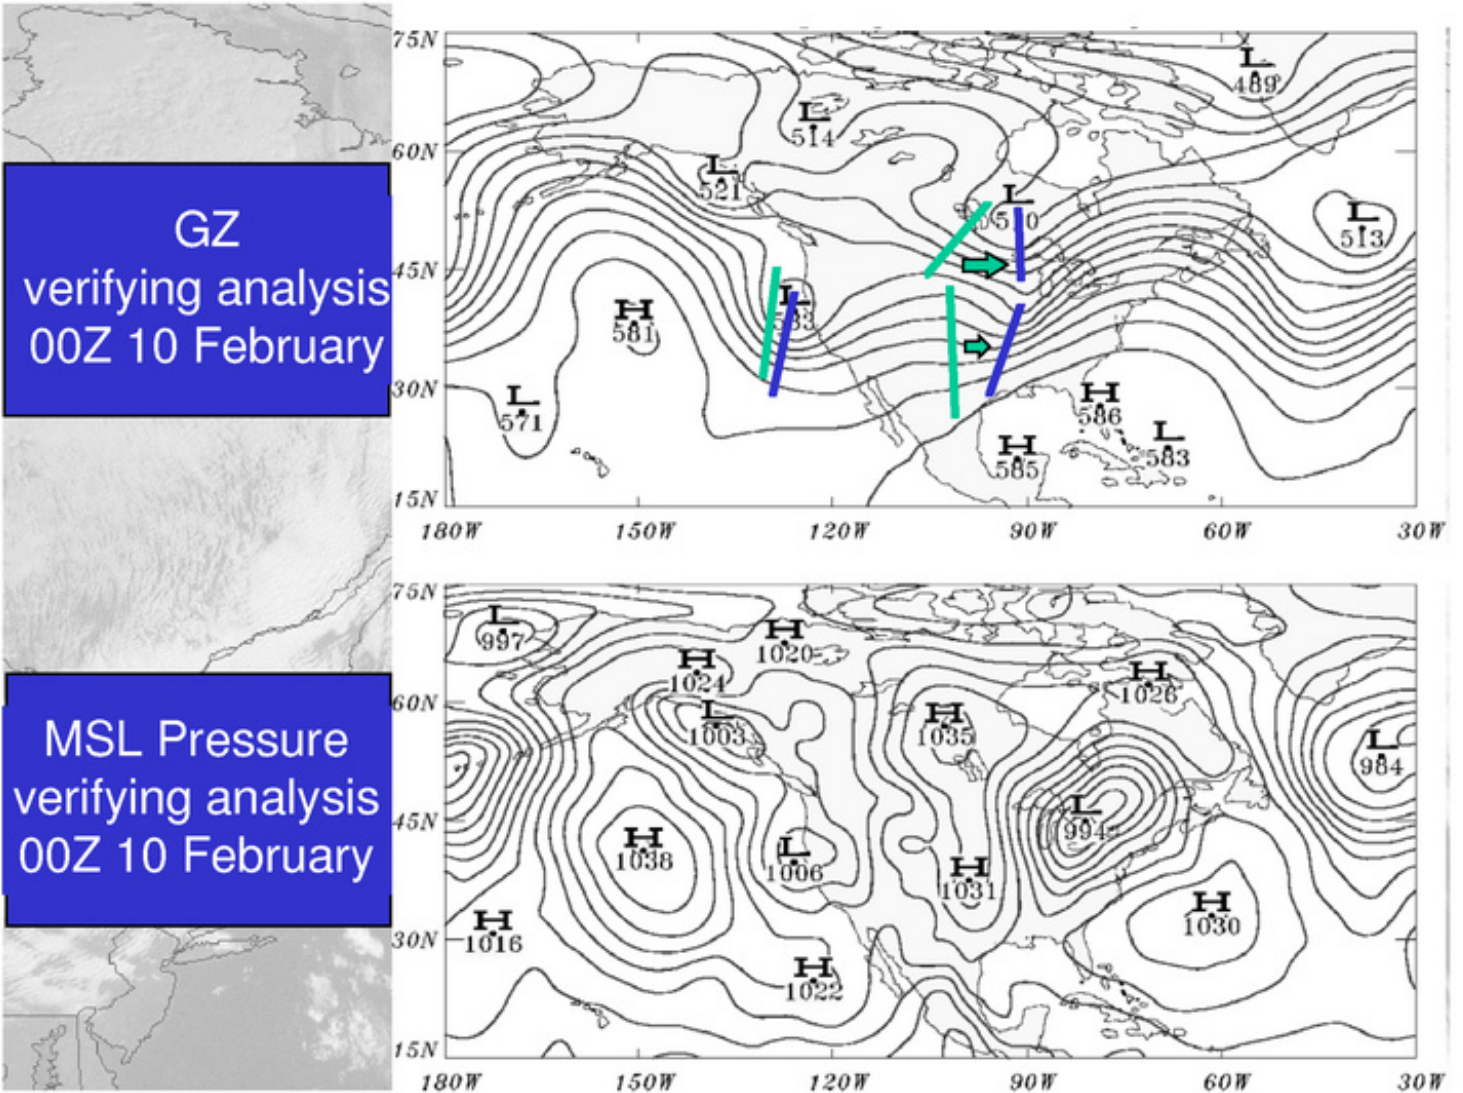 GZ
verifying analysis
00Z 10 February
75N
60N
45N
30N
15N
180W 150W 120W 90W 60W 30W
L
489
L
514
L
521
L
510
L
513
H
581
L
L
571
H
586
H
585
L
583
MSL Pressure
verifying analysis
00Z 10 February
75N
60N
45N
30N
15N
180W 150W 120W 90W 60W 30W
L
997
H
1020
H
1024
H
1026
L
1003
H
1035
L
984
L
994
H
1038
L
1006
H
1031
H
1030
H
1016
H
1022